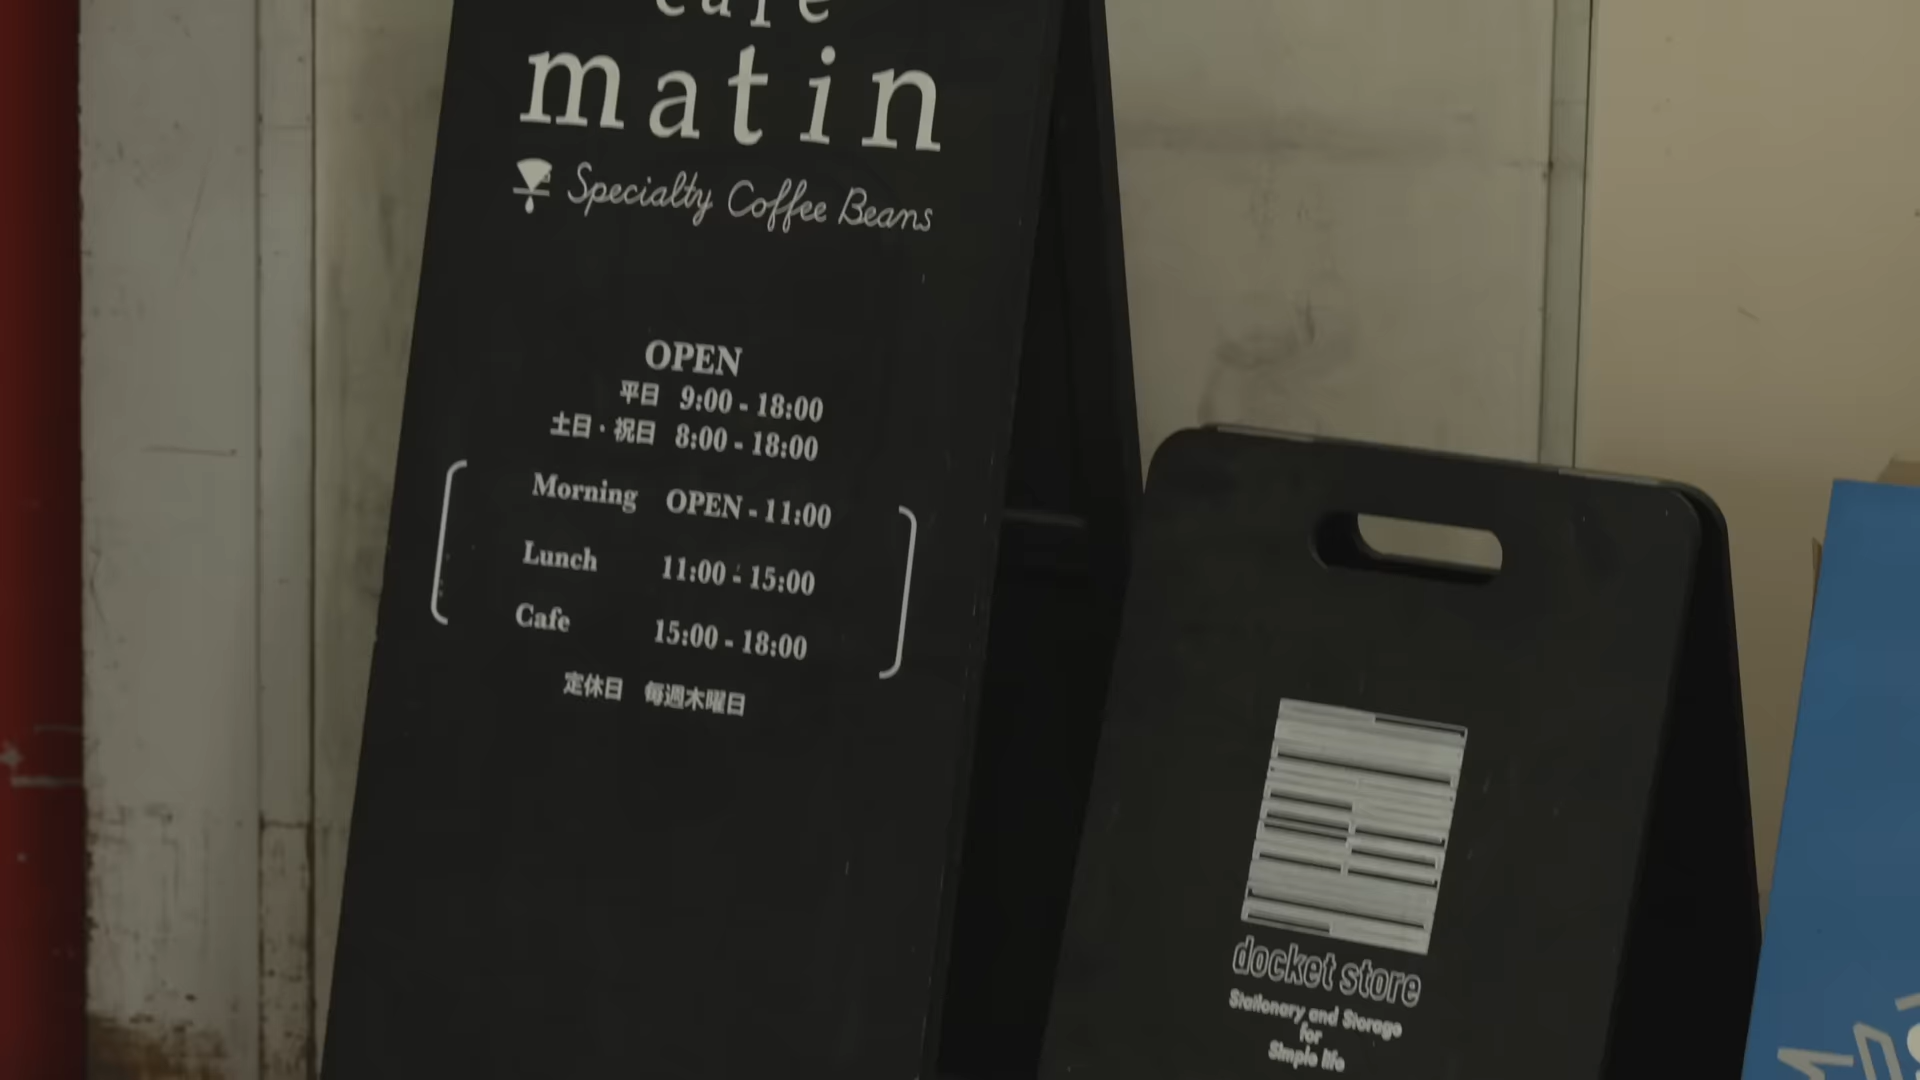 cafe
matin
Specialty Coffee Beans
OPEN
平日 9:00 - 18:00
土日・祝日 8:00 - 18:00
Morning OPEN - 11:00
Lunch 11:00 - 15:00
Cafe 15:00 - 18:00
定休日 毎週木曜日
docket store
Stationary and Storage
for
Simple life